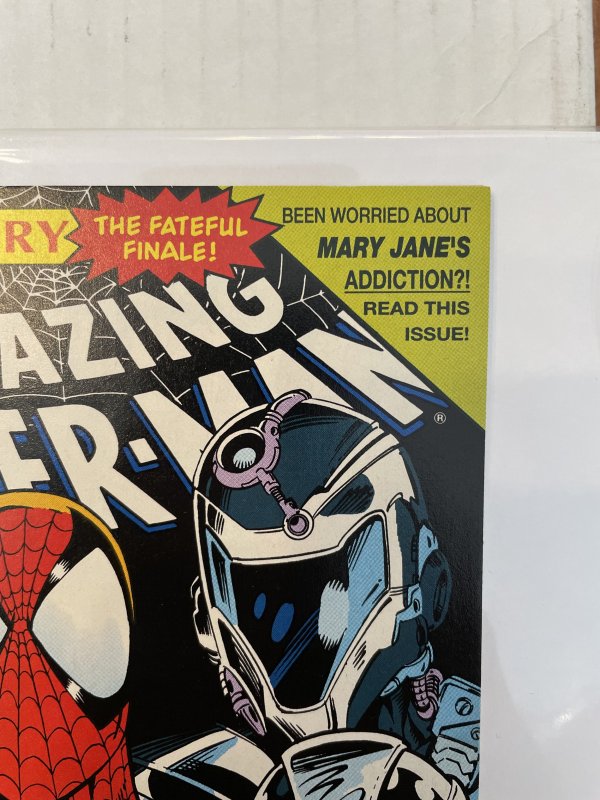 RY
THE FATEFUL
FINALE!
BEEN WORRIED ABOUT
MARY JANE'S
ADDICTION?!
READ THIS
ISSUE!
AZING
ER-MAN
®